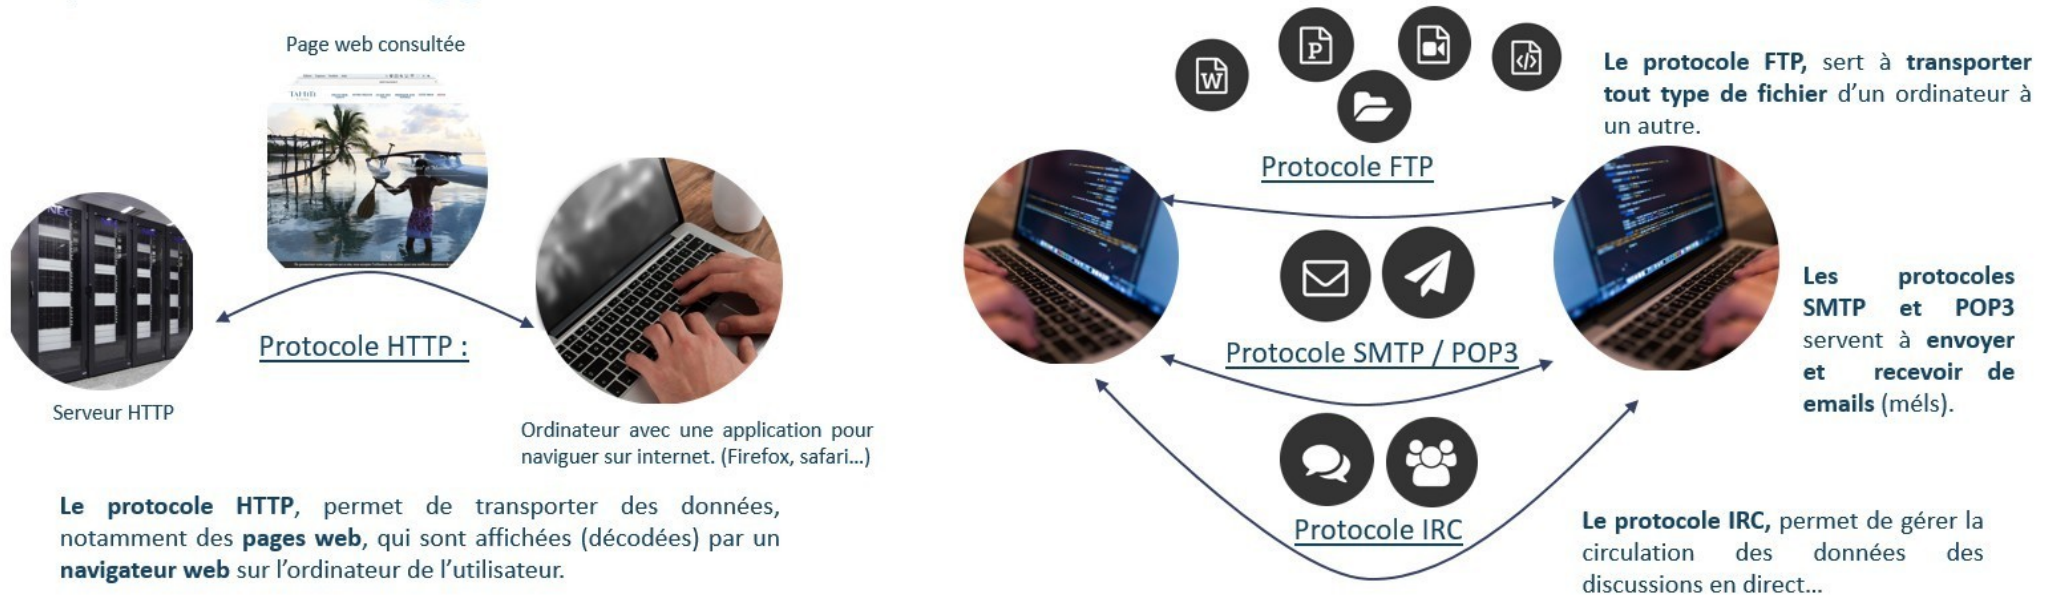 Page web consultée
Serveur HTTP
Protocole HTTP :
Ordinateur avec une application pour
naviguer sur internet. (Firefox, safari...)
Le protocole HTTP, permet de transporter des données,
notamment des pages web, qui sont affichées (décodées) par un
navigateur web sur l'ordinateur de l'utilisateur.
W
P
</>
Protocole FTP
Le protocole FTP, sert à transporter
tout type de fichier d'un ordinateur à
un autre.
Protocole SMTP / POP3
Les protocoles
SMTP et POP3
servent à envoyer
et recevoir de
emails (méls).
Protocole IRC
Le protocole IRC, permet de gérer la
circulation des données des
discussions en direct...